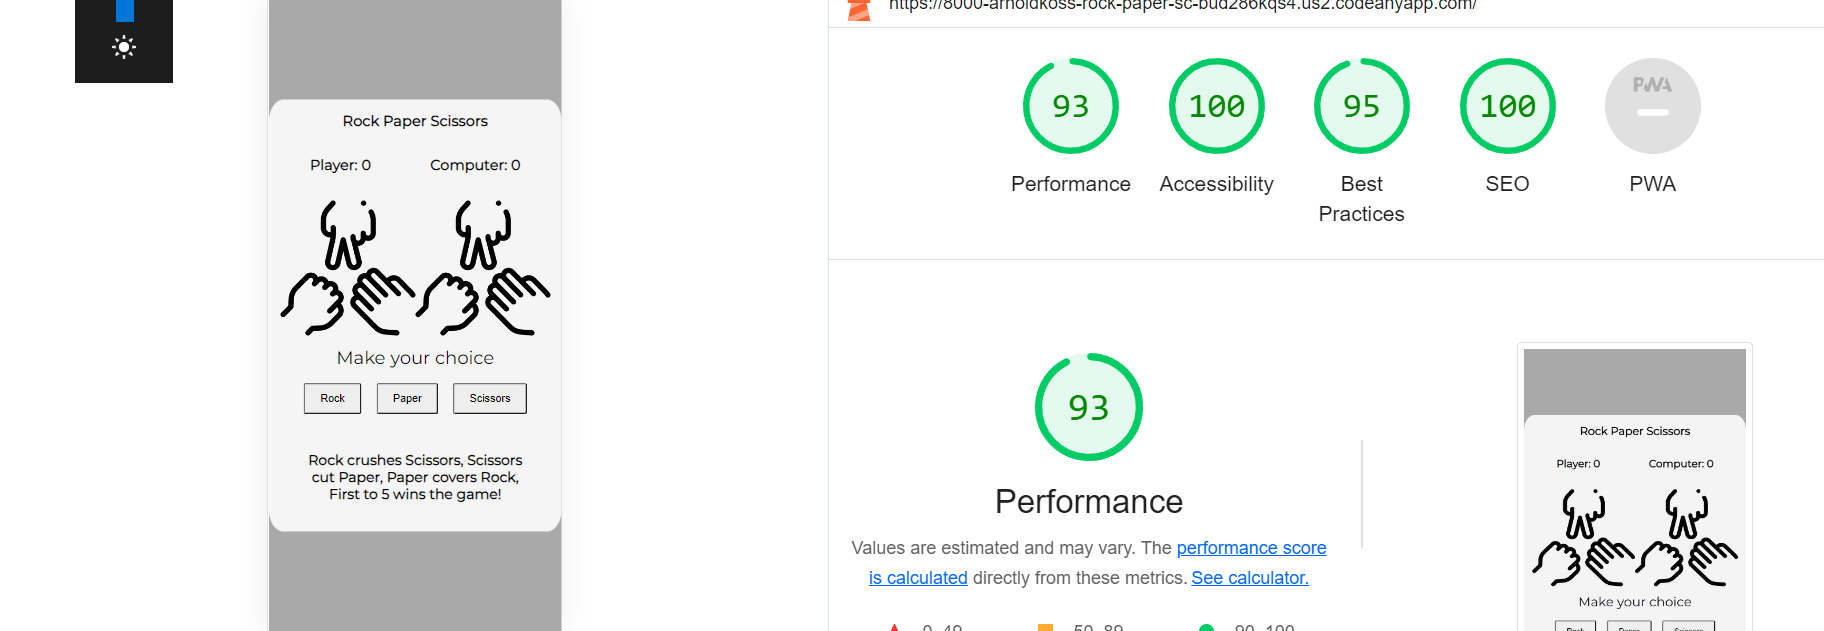 https://8000-arnoldkoss-rock-paper-sc-bud286kqs4.us2.codeanyapp.com/
Rock Paper Scissors
Player: 0 Computer: 0
Make your choice
Rock Paper Scissors
Rock crushes Scissors, Scissors
cut Paper, Paper covers Rock,
First to 5 wins the game!
93 100 95 100 PWA
Performance Accessibility Best Practices SEO PWA
93
Performance
Values are estimated and may vary. The performance score
is calculated directly from these metrics. See calculator.
0–49 50–89 90–100
Rock Paper Scissors
Player: 0 Computer: 0
Make your choice
Rock Paper Scissors